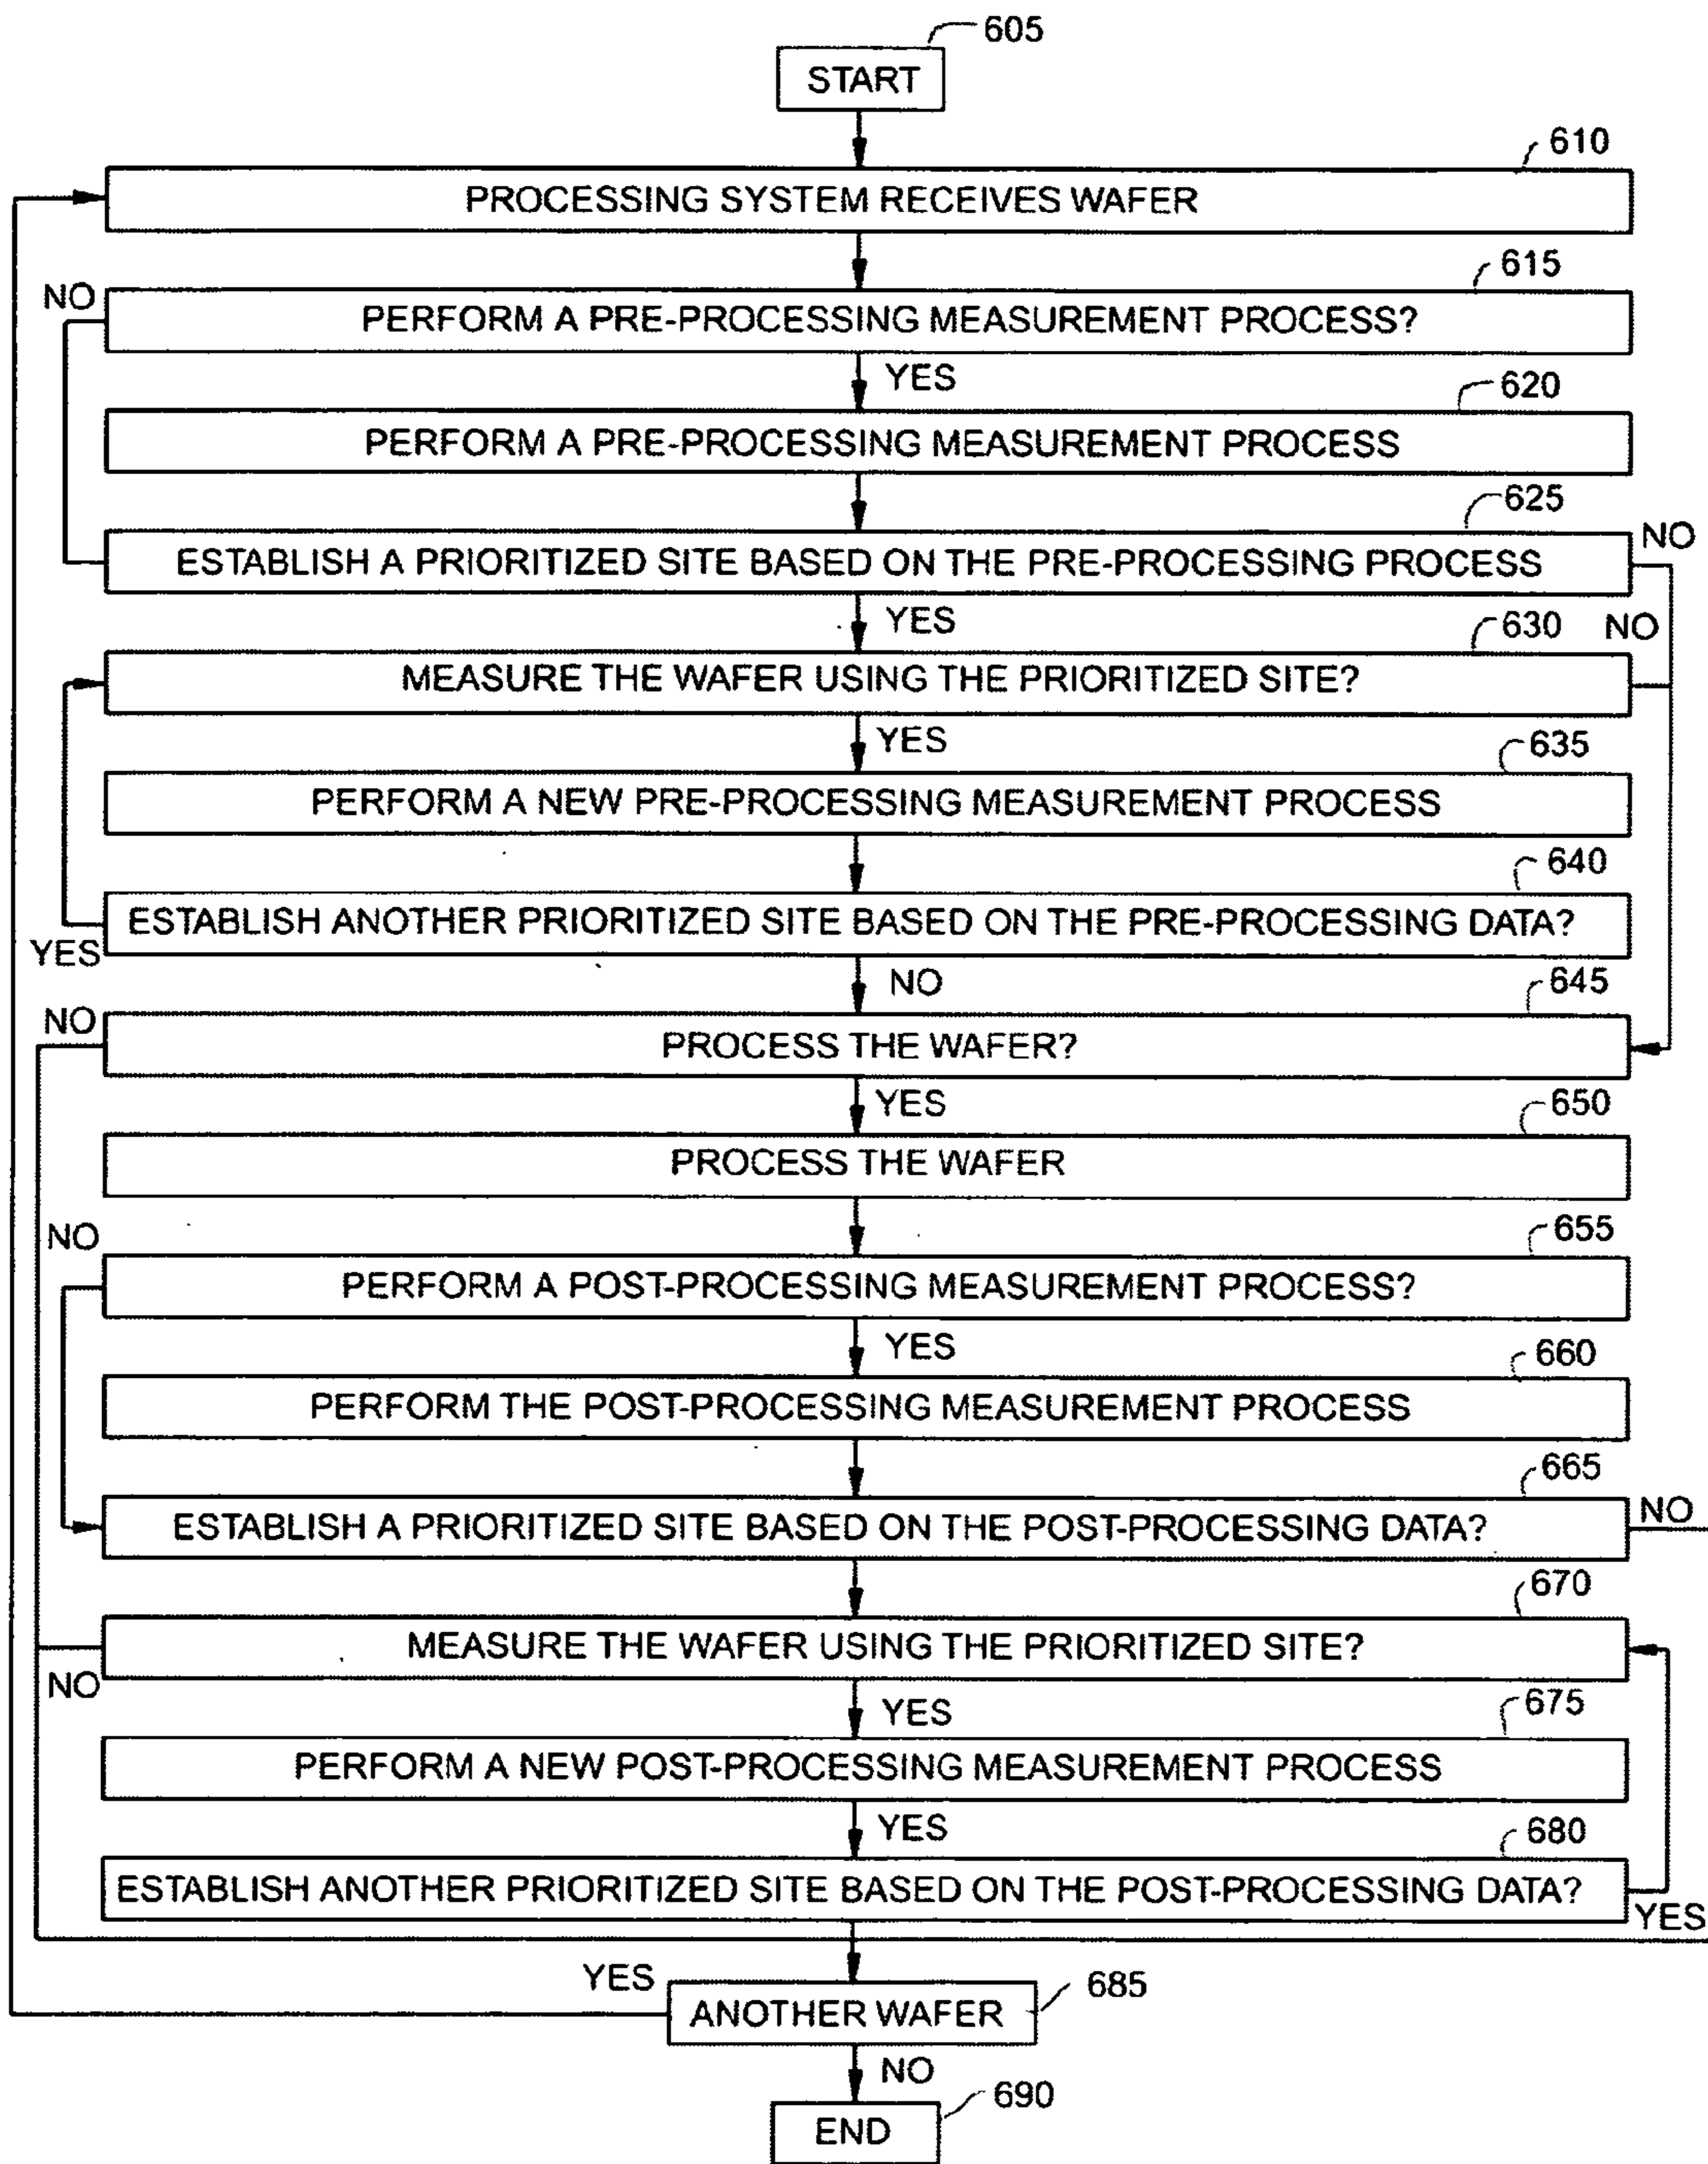 605
START
610
PROCESSING SYSTEM RECEIVES WAFER
615
NO
PERFORM A PRE-PROCESSING MEASUREMENT PROCESS?
YES
620
PERFORM A PRE-PROCESSING MEASUREMENT PROCESS
625
ESTABLISH A PRIORITIZED SITE BASED ON THE PRE-PROCESSING PROCESS
NO
YES
630
NO
MEASURE THE WAFER USING THE PRIORITIZED SITE?
YES
635
PERFORM A NEW PRE-PROCESSING MEASUREMENT PROCESS
640
ESTABLISH ANOTHER PRIORITIZED SITE BASED ON THE PRE-PROCESSING DATA?
YES
NO
645
NO
PROCESS THE WAFER?
YES
650
PROCESS THE WAFER
NO
655
PERFORM A POST-PROCESSING MEASUREMENT PROCESS?
YES
660
PERFORM THE POST-PROCESSING MEASUREMENT PROCESS
665
ESTABLISH A PRIORITIZED SITE BASED ON THE POST-PROCESSING DATA?
NO
670
MEASURE THE WAFER USING THE PRIORITIZED SITE?
NO
YES
675
PERFORM A NEW POST-PROCESSING MEASUREMENT PROCESS
YES
680
ESTABLISH ANOTHER PRIORITIZED SITE BASED ON THE POST-PROCESSING DATA?
YES
YES
685
ANOTHER WAFER
NO
690
END